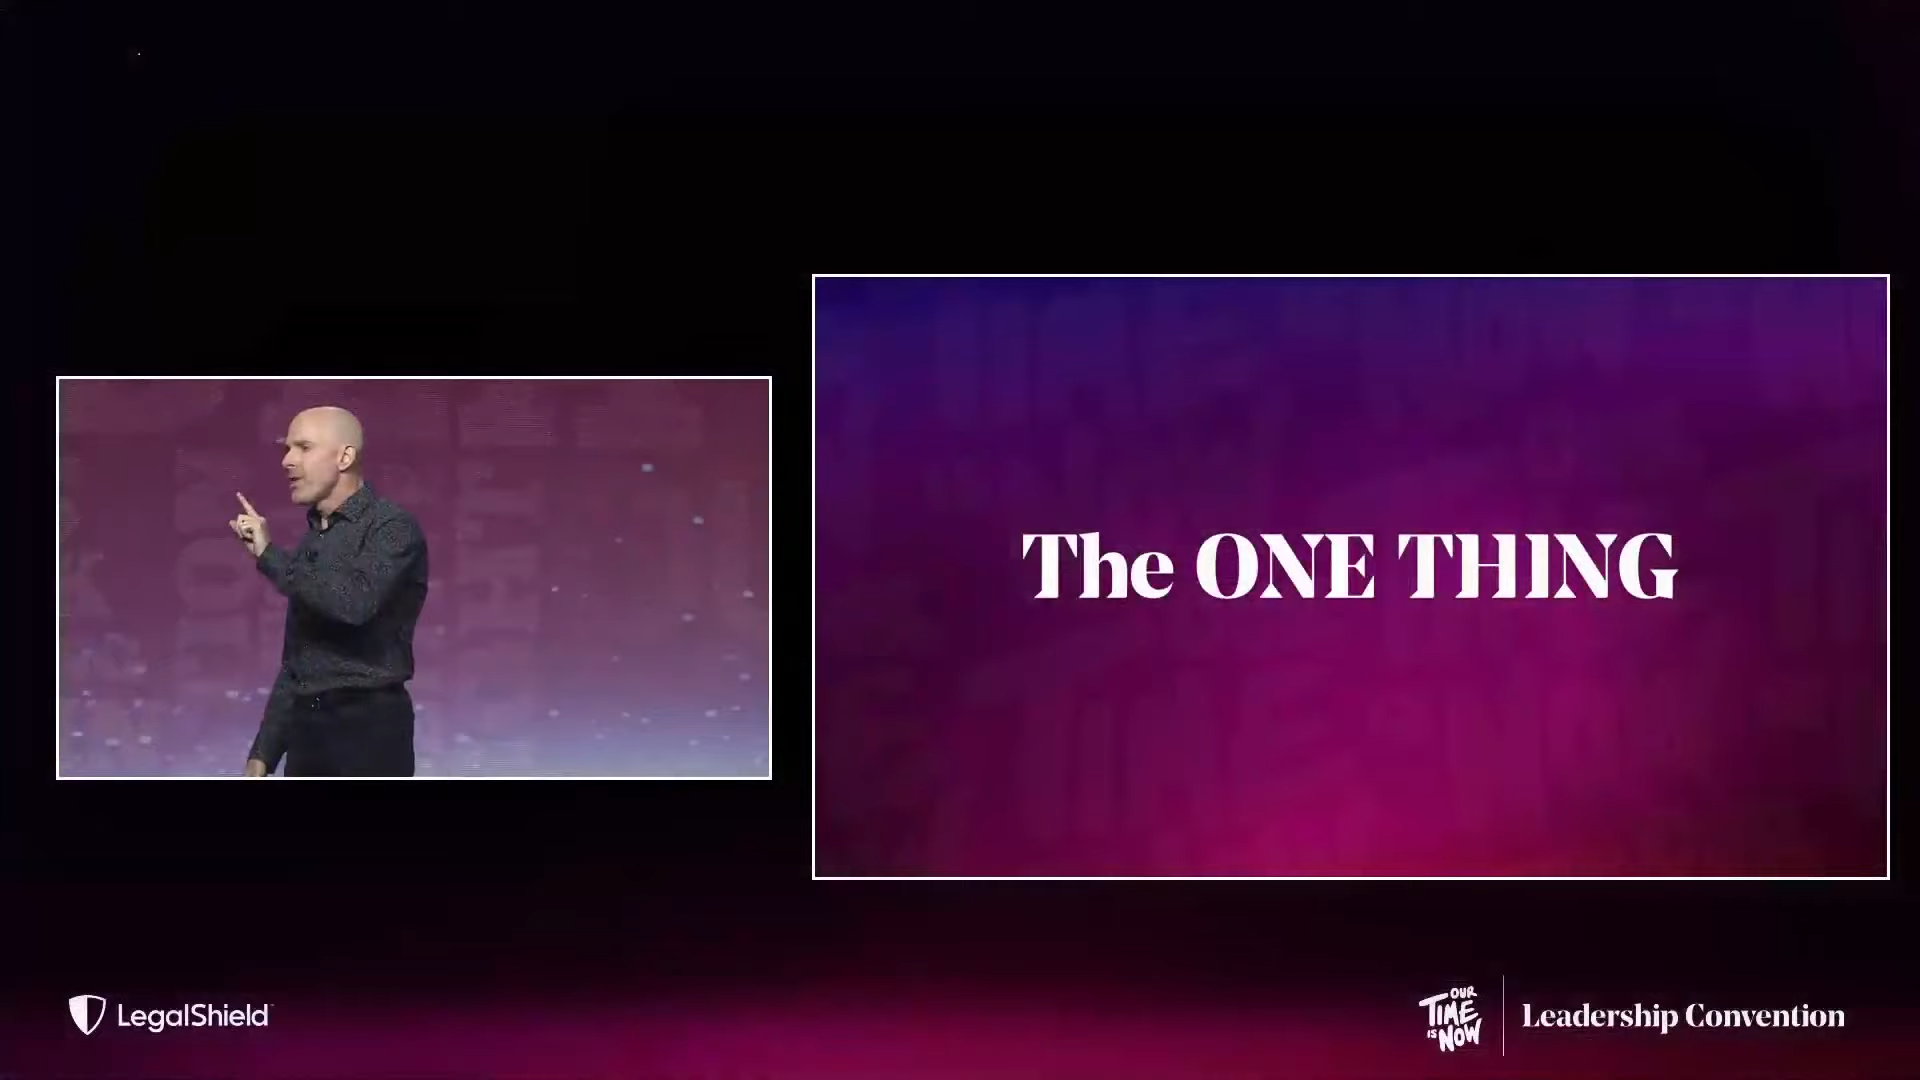 The ONE THING
LegalShield
OUR
TIME
IS NOW
Leadership Convention